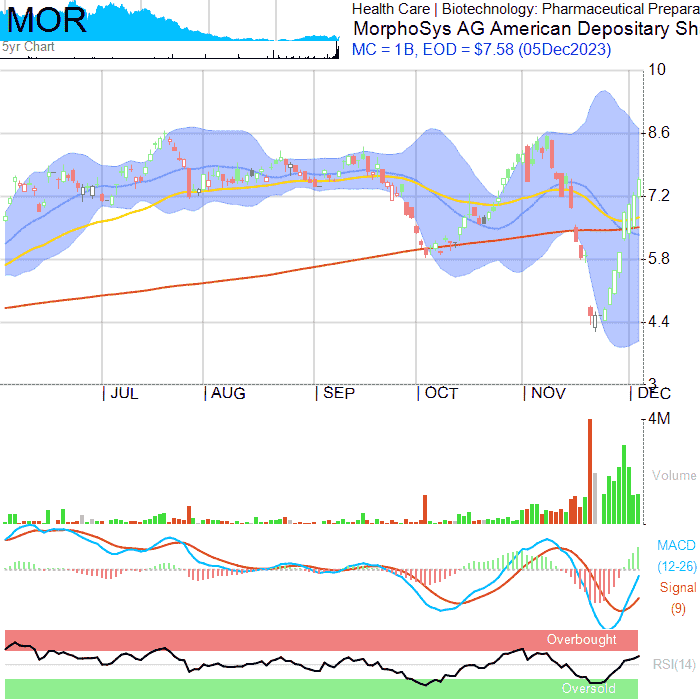 MOR
5yr Chart
Health Care | Biotechnology: Pharmaceutical Prepara
MorphoSys AG American Depositary Sh
MC = 1B, EOD = $7.58 (05Dec2023)
10
8.6
7.2
5.8
4.4
3
JUL
AUG
SEP
OCT
NOV
DEC
4M
Volume
MACD
(12-26)
Signal
(9)
Overbought
RSI(14)
Oversold